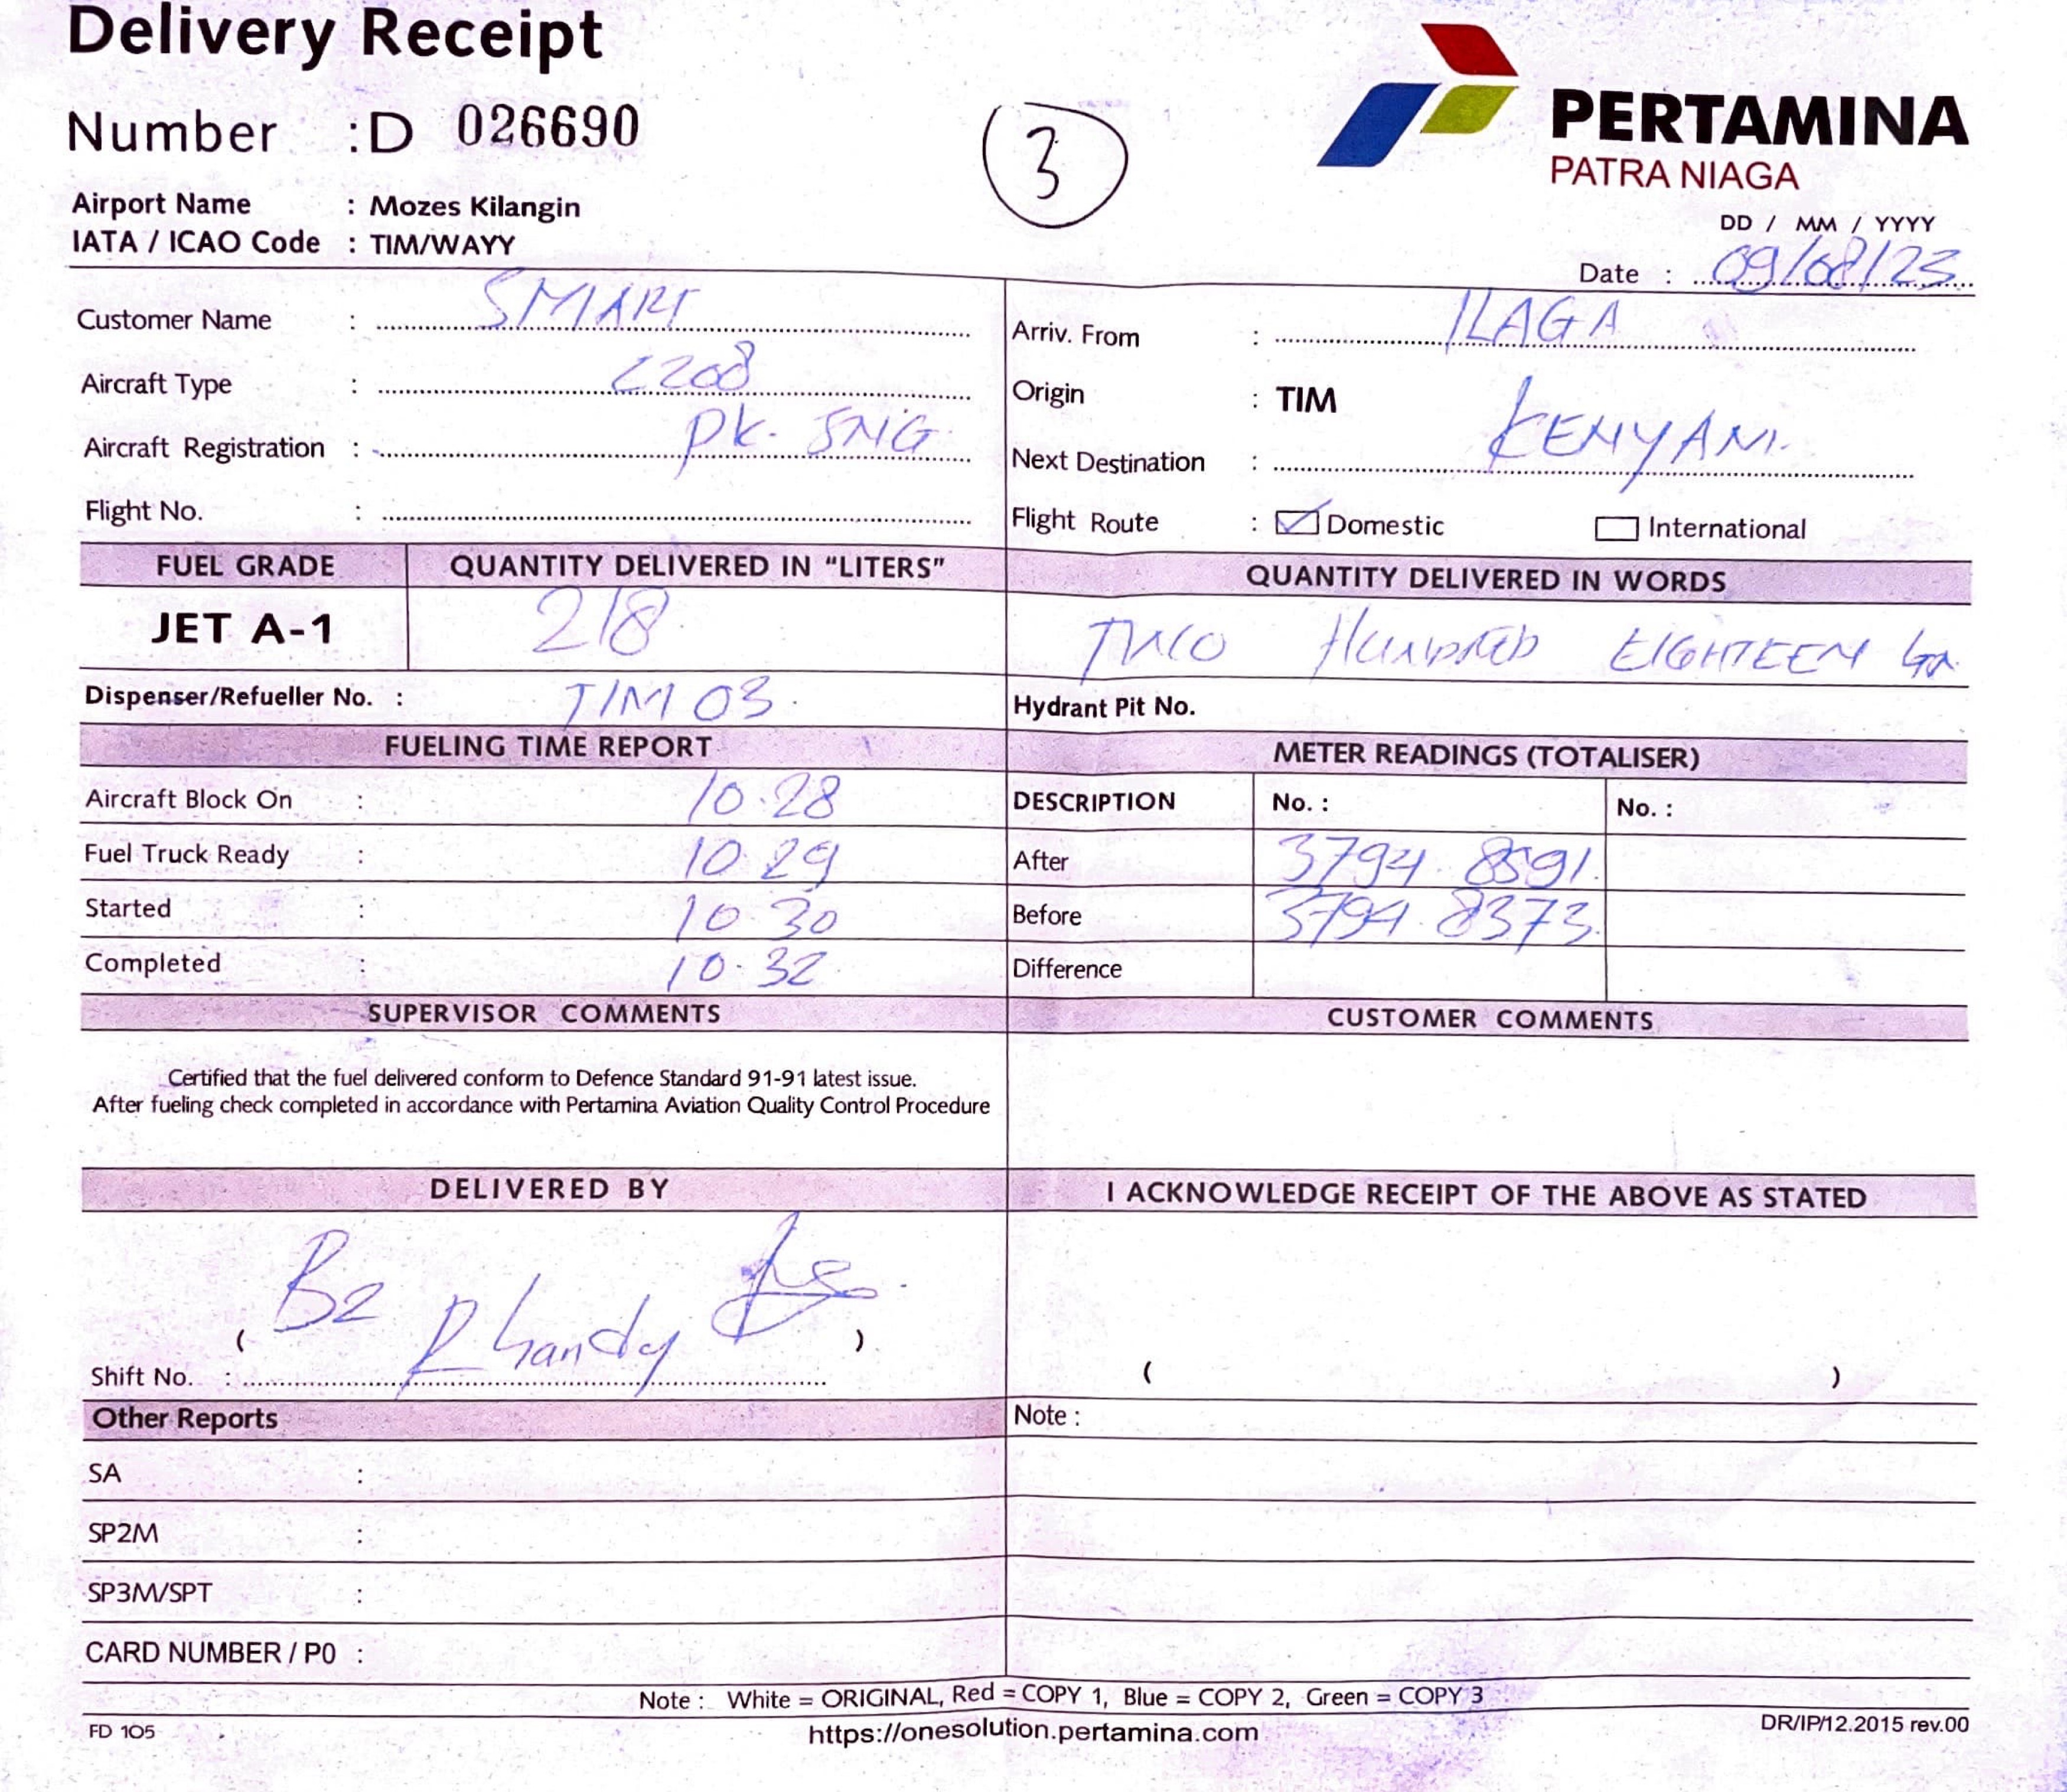 Delivery Receipt
Number : D 026690
3
PERTAMINA
PATRA NIAGA
Airport Name : Mozes Kilangin
IATA / ICAO Code : TIM/WAYY
DD / MM / YYYY
Date : 09/08/23
Customer Name : SMART
Aircraft Type : C208
Aircraft Registration : PK. SNG
Flight No. :
Arriv. From : ILAGA
Origin : TIM
Next Destination : KENYAM.
Flight Route : Domestic International
FUEL GRADE QUANTITY DELIVERED IN "LITERS" QUANTITY DELIVERED IN WORDS
JET A-1 218 TWO HUNDRED EIGHTEEN
Dispenser/Refueller No. : TIM 03 Hydrant Pit No.
FUELING TIME REPORT
Aircraft Block On : 10.28
Fuel Truck Ready : 10.29
Started : 10.30
Completed : 10.32
METER READINGS (TOTALISER)
DESCRIPTION No. : No. :
After 3794.8591.
Before 3794.8373.
Difference
SUPERVISOR COMMENTS
Certified that the fuel delivered conform to Defence Standard 91-91 latest issue.
After fueling check completed in accordance with Pertamina Aviation Quality Control Procedure
CUSTOMER COMMENTS
DELIVERED BY
B2 Rhandy
( )
Shift No. :
I ACKNOWLEDGE RECEIPT OF THE ABOVE AS STATED
( )
Other Reports
SA :
SP2M :
SP3M/SPT :
CARD NUMBER / P0 :
Note :
Note : White = ORIGINAL, Red = COPY 1, Blue = COPY 2, Green = COPY 3
FD 105 https://onesolution.pertamina.com DR/IP/12.2015 rev.00